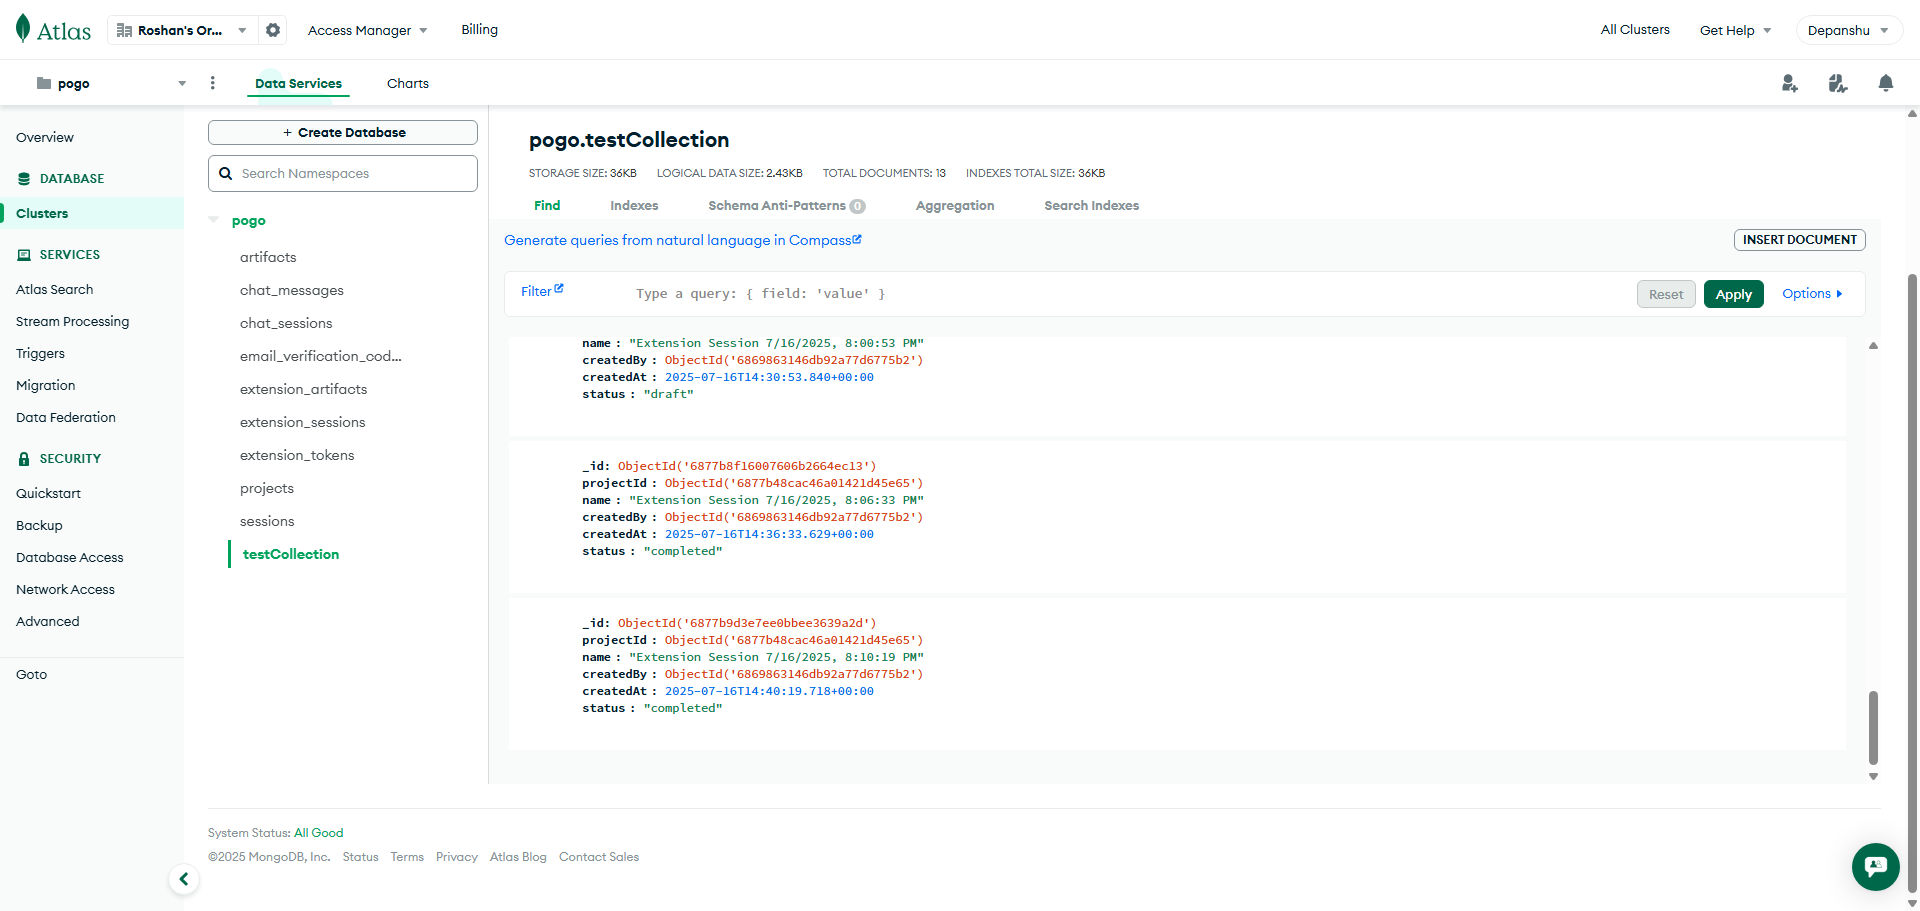 Atlas
Roshan's Or...
Access Manager
Billing
All Clusters
Get Help
Depanshu
pogo
Data Services
Charts
Overview
DATABASE
Clusters
SERVICES
Atlas Search
Stream Processing
Triggers
Migration
Data Federation
SECURITY
Quickstart
Backup
Database Access
Network Access
Advanced
Goto
+ Create Database
Search Namespaces
pogo
artifacts
chat_messages
chat_sessions
email_verification_cod...
extension_artifacts
extension_sessions
extension_tokens
projects
sessions
testCollection
pogo.testCollection
STORAGE SIZE: 36KB LOGICAL DATA SIZE: 2.43KB TOTAL DOCUMENTS: 13 INDEXES TOTAL SIZE: 36KB
Find Indexes Schema Anti-Patterns 0 Aggregation Search Indexes
Generate queries from natural language in Compass
INSERT DOCUMENT
Filter
Type a query: { field: 'value' }
Reset
Apply
Options
name : "Extension Session 7/16/2025, 8:00:53 PM"
createdBy : ObjectId('6869863146db92a77d6775b2')
createdAt : 2025-07-16T14:30:53.840+00:00
status : "draft"
_id: ObjectId('6877b8f16007606b2664ec13')
projectId : ObjectId('6877b48cac46a01421d45e65')
name : "Extension Session 7/16/2025, 8:06:33 PM"
createdBy : ObjectId('6869863146db92a77d6775b2')
createdAt : 2025-07-16T14:36:33.629+00:00
status : "completed"
_id: ObjectId('6877b9d3e7ee0bbee3639a2d')
projectId : ObjectId('6877b48cac46a01421d45e65')
name : "Extension Session 7/16/2025, 8:10:19 PM"
createdBy : ObjectId('6869863146db92a77d6775b2')
createdAt : 2025-07-16T14:40:19.718+00:00
status : "completed"
System Status: All Good
©2025 MongoDB, Inc. Status Terms Privacy Atlas Blog Contact Sales